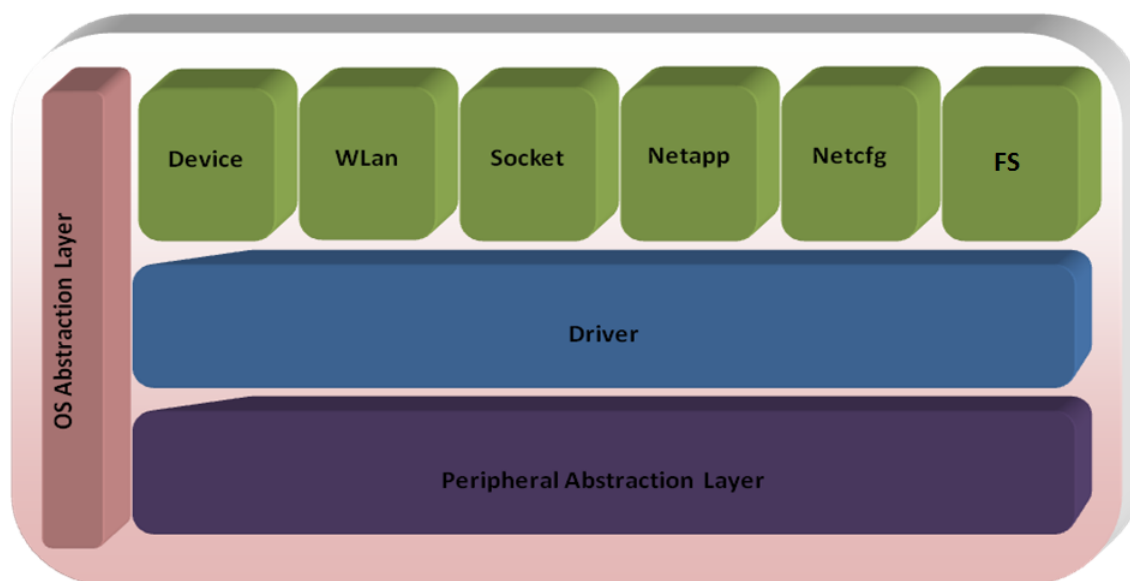 OS Abstraction Layer
Device
WLan
Socket
Netapp
Netcfg
FS
Driver
Peripheral Abstraction Layer